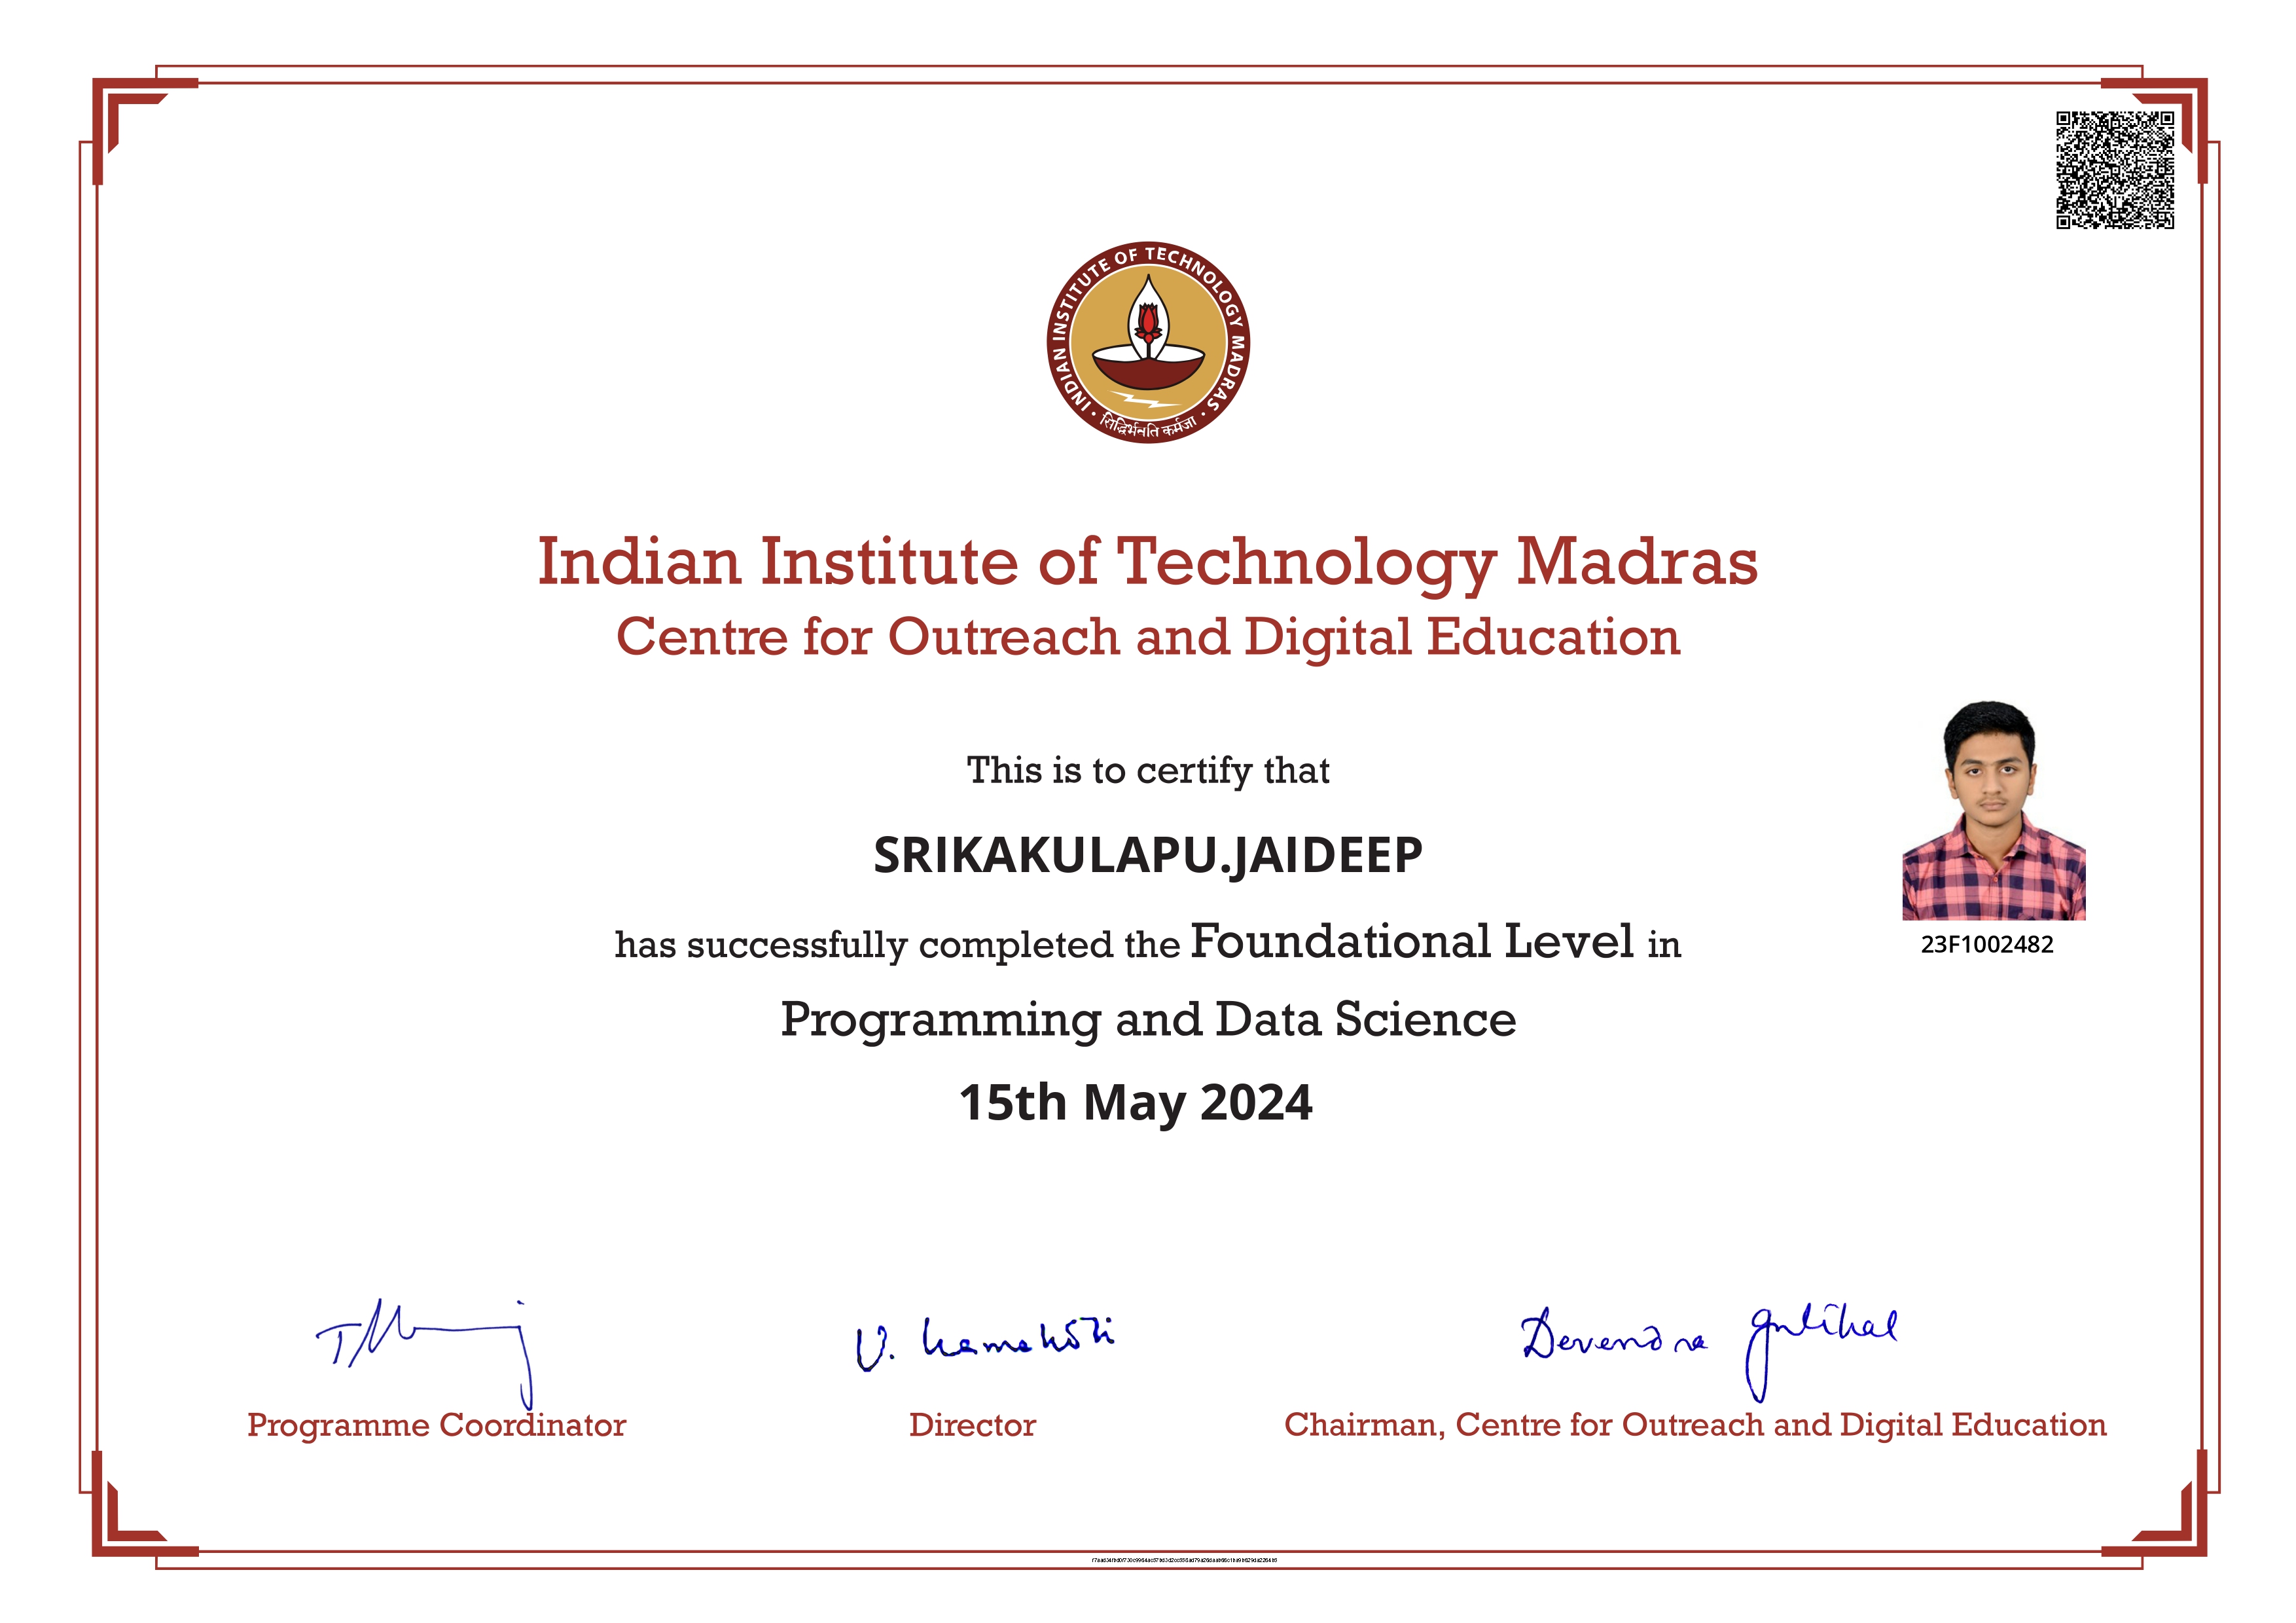 INDIAN INSTITUTE OF TECHNOLOGY MADRAS
सिद्धिर्भवति कर्मजा
Indian Institute of Technology Madras
Centre for Outreach and Digital Education
This is to certify that
SRIKAKULAPU.JAIDEEP
has successfully completed the Foundational Level in
23F1002482
Programming and Data Science
15th May 2024
V. Kamakoti
Devendra Jalihal
Programme Coordinator
Director
Chairman, Centre for Outreach and Digital Education